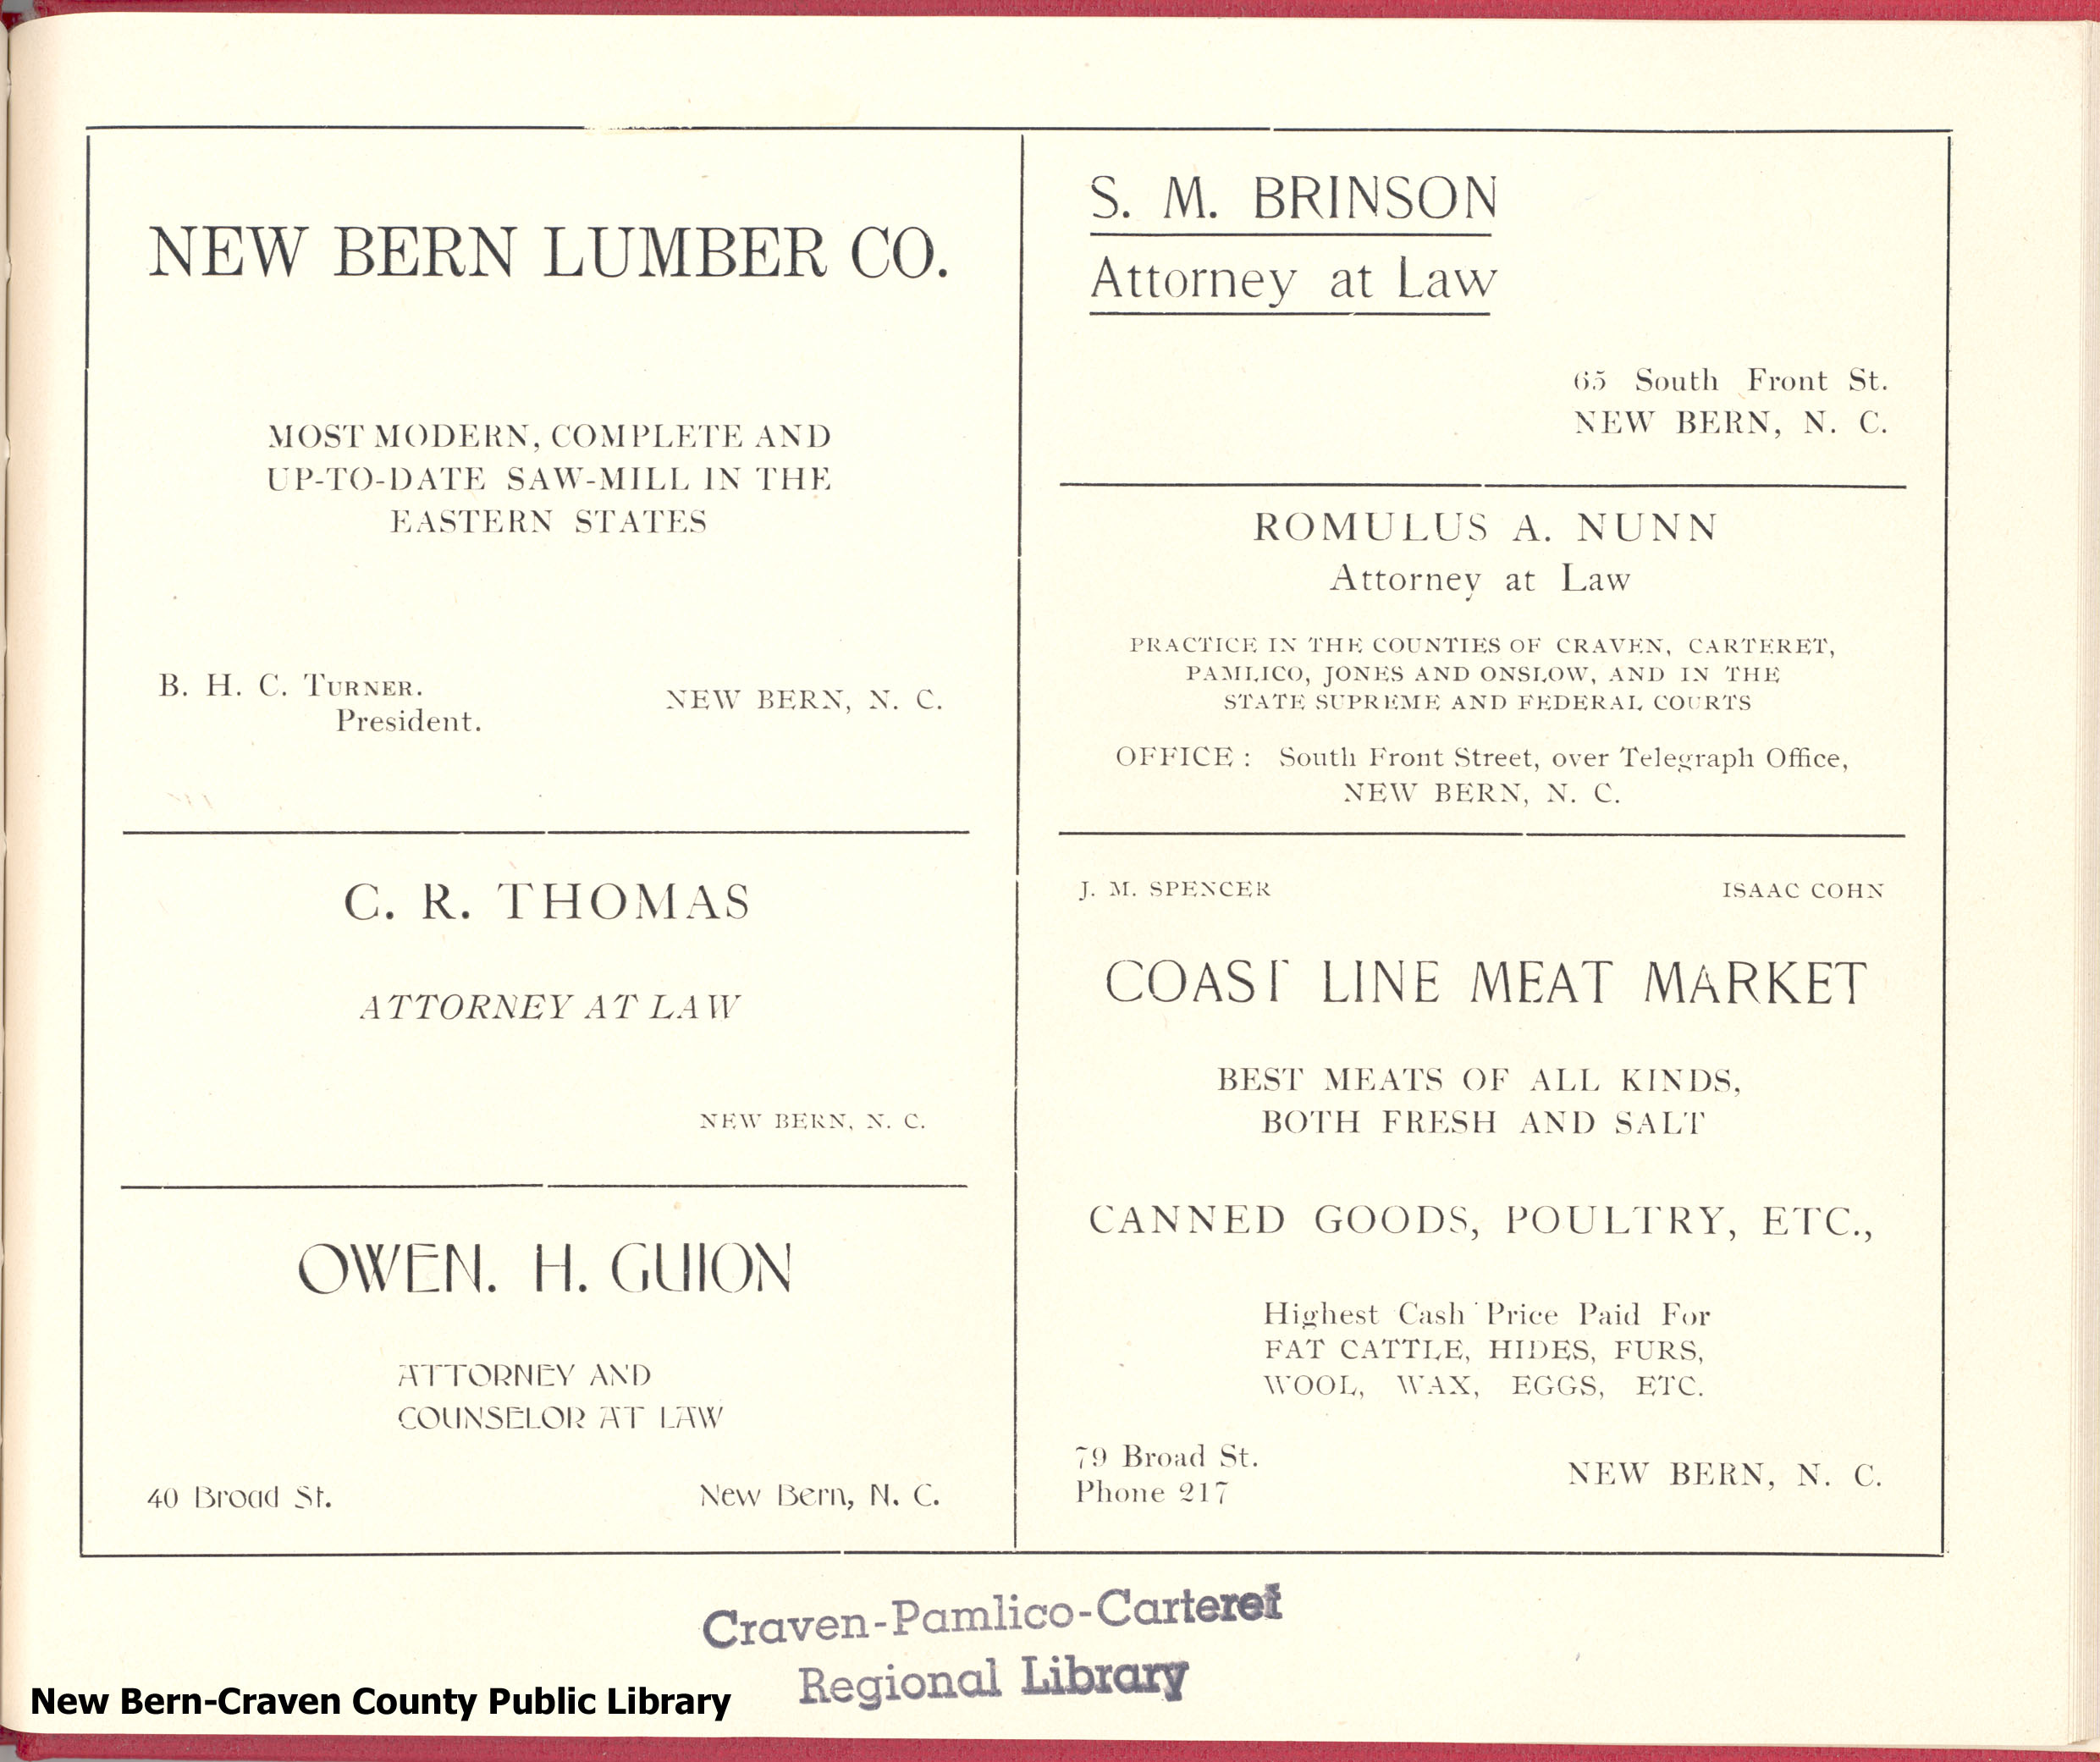 NEW BERN LUMBER CO.
MOST MODERN, COMPLETE AND
UP-TO-DATE SAW-MILL IN THE
EASTERN STATES
B. H. C. TURNER.
President.
NEW BERN, N. C.
C. R. THOMAS
ATTORNEY AT LAW
NEW BERN, N. C.
OWEN. H. GUION
ATTORNEY AND
COUNSELOR AT LAW
40 Broad St.
New Bern, N. C.
S. M. BRINSON
Attorney at Law
65 South Front St.
NEW BERN, N. C.
ROMULUS A. NUNN
Attorney at Law
PRACTICE IN THE COUNTIES OF CRAVEN, CARTERET,
PAMLICO, JONES AND ONSLOW, AND IN THE
STATE SUPREME AND FEDERAL COURTS
OFFICE : South Front Street, over Telegraph Office,
NEW BERN, N. C.
J. M. SPENCER
ISAAC COHN
COAST LINE MEAT MARKET
BEST MEATS OF ALL KINDS,
BOTH FRESH AND SALT
CANNED GOODS, POULTRY, ETC.,
Highest Cash Price Paid For
FAT CATTLE, HIDES, FURS,
WOOL, WAX, EGGS, ETC.
79 Broad St.
Phone 217
NEW BERN, N. C.
Craven-Pamlico-Carteret
Regional Library
New Bern-Craven County Public Library